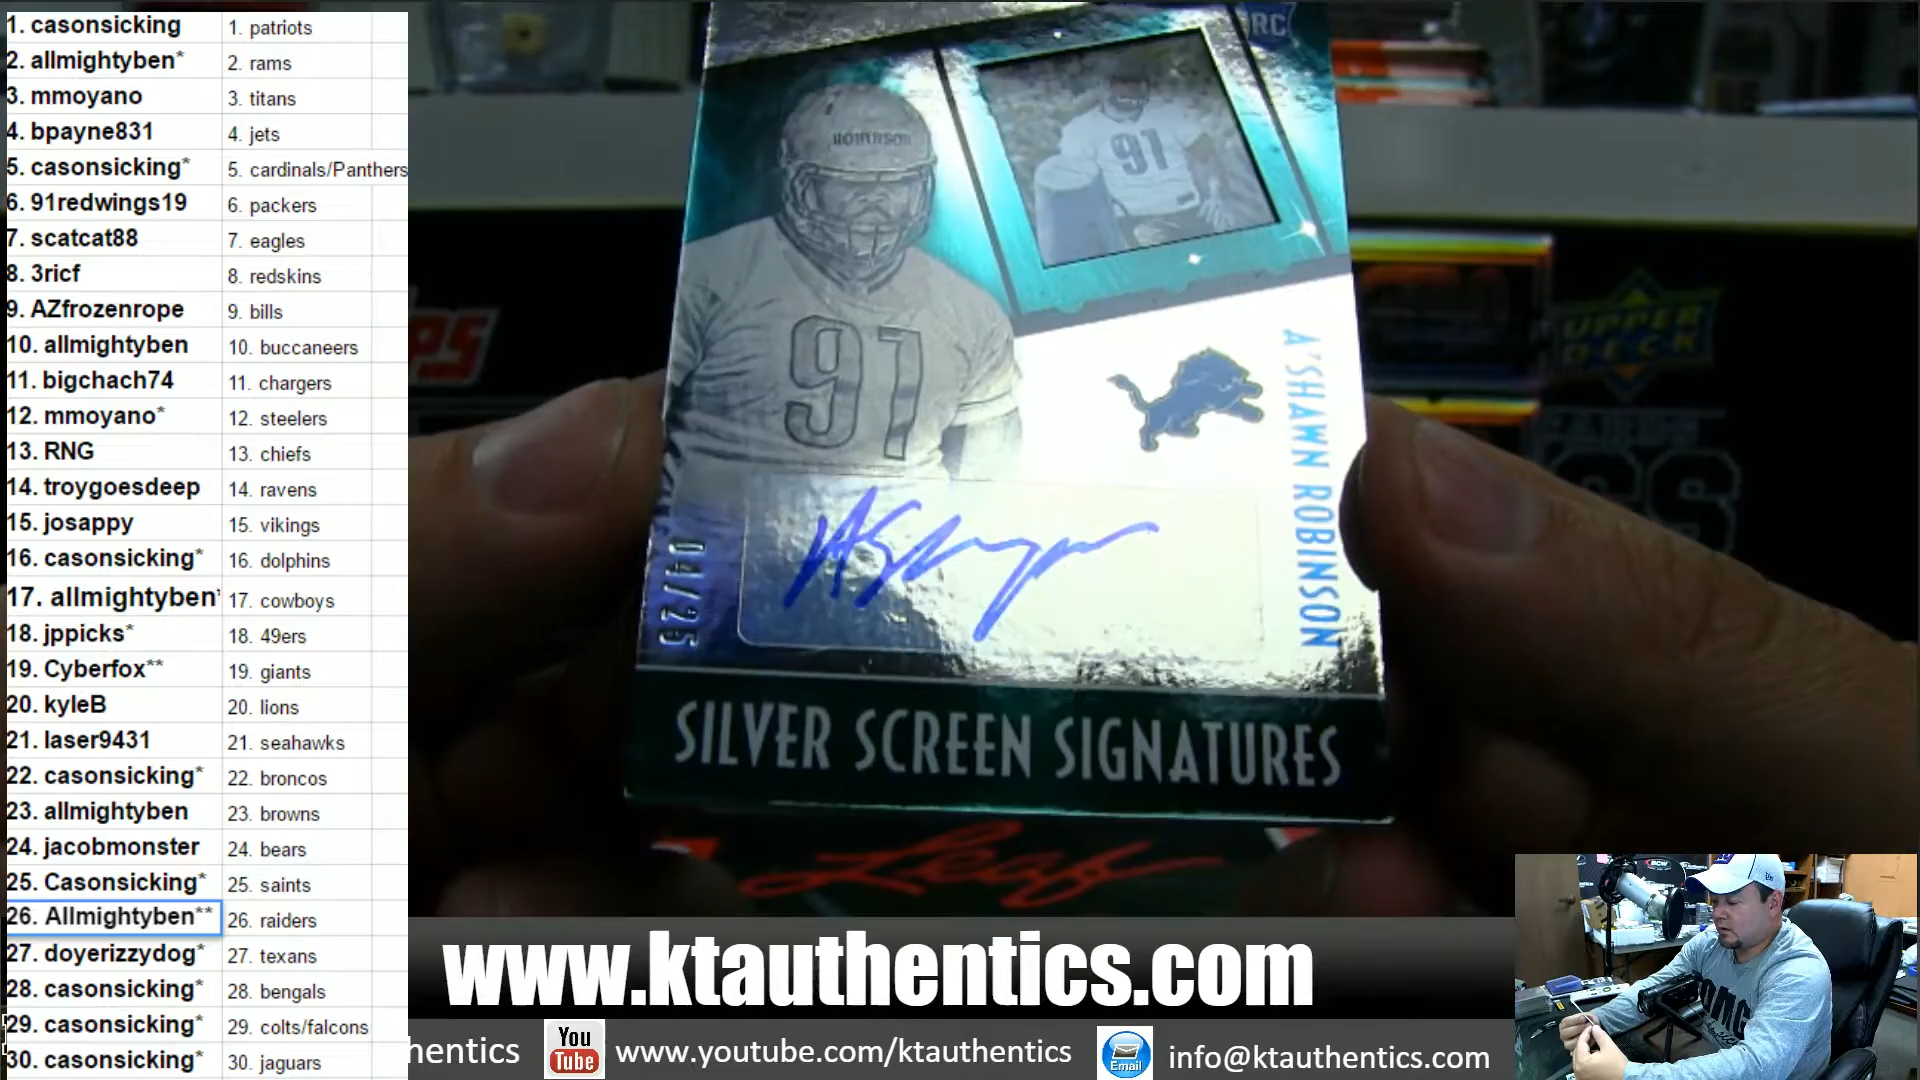 1. casonsicking 1. patriots
2. allmightyben* 2. rams
3. mmoyano 3. titans
4. bpayne831 4. jets
5. casonsicking* 5. cardinals/Panthers
6. 91redwings19 6. packers
7. scatcat88 7. eagles
8. 3ricf 8. redskins
9. AZfrozenrope 9. bills
10. allmightyben 10. buccaneers
11. bigchach74 11. chargers
12. mmoyano* 12. steelers
13. RNG 13. chiefs
14. troygoesdeep 14. ravens
15. josappy 15. vikings
16. casonsicking* 16. dolphins
17. allmightyben* 17. cowboys
18. jppicks* 18. 49ers
19. Cyberfox** 19. giants
20. kyleB 20. lions
21. laser9431 21. seahawks
22. casonsicking* 22. broncos
23. allmightyben 23. browns
24. jacobmonster 24. bears
25. Casonsicking* 25. saints
26. Allmightyben** 26. raiders
27. doyerizzydog* 27. texans
28. casonsicking* 28. bengals
29. casonsicking* 29. colts/falcons
30. casonsicking* 30. jaguars
RC
ROBINSON
91
91
A'SHAWN ROBINSON
SILVER SCREEN SIGNATURES
Leaf
UPPER
DECK
www.ktauthentics.com
hentics
You
Tube
www.youtube.com/ktauthentics
Email
info@ktauthentics.com